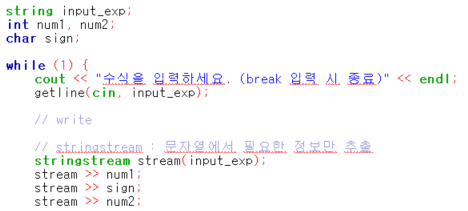 string input_exp;
int num1, num2;
char sign;
while (1) {
cout << "수식을 입력하세요. (break 입력 시 종료)" << endl;
getline(cin, input_exp);
// write
// stringstream : 문자열에서 필요한 정보만 추출
stringstream stream(input_exp);
stream >> num1;
stream >> sign;
stream >> num2;